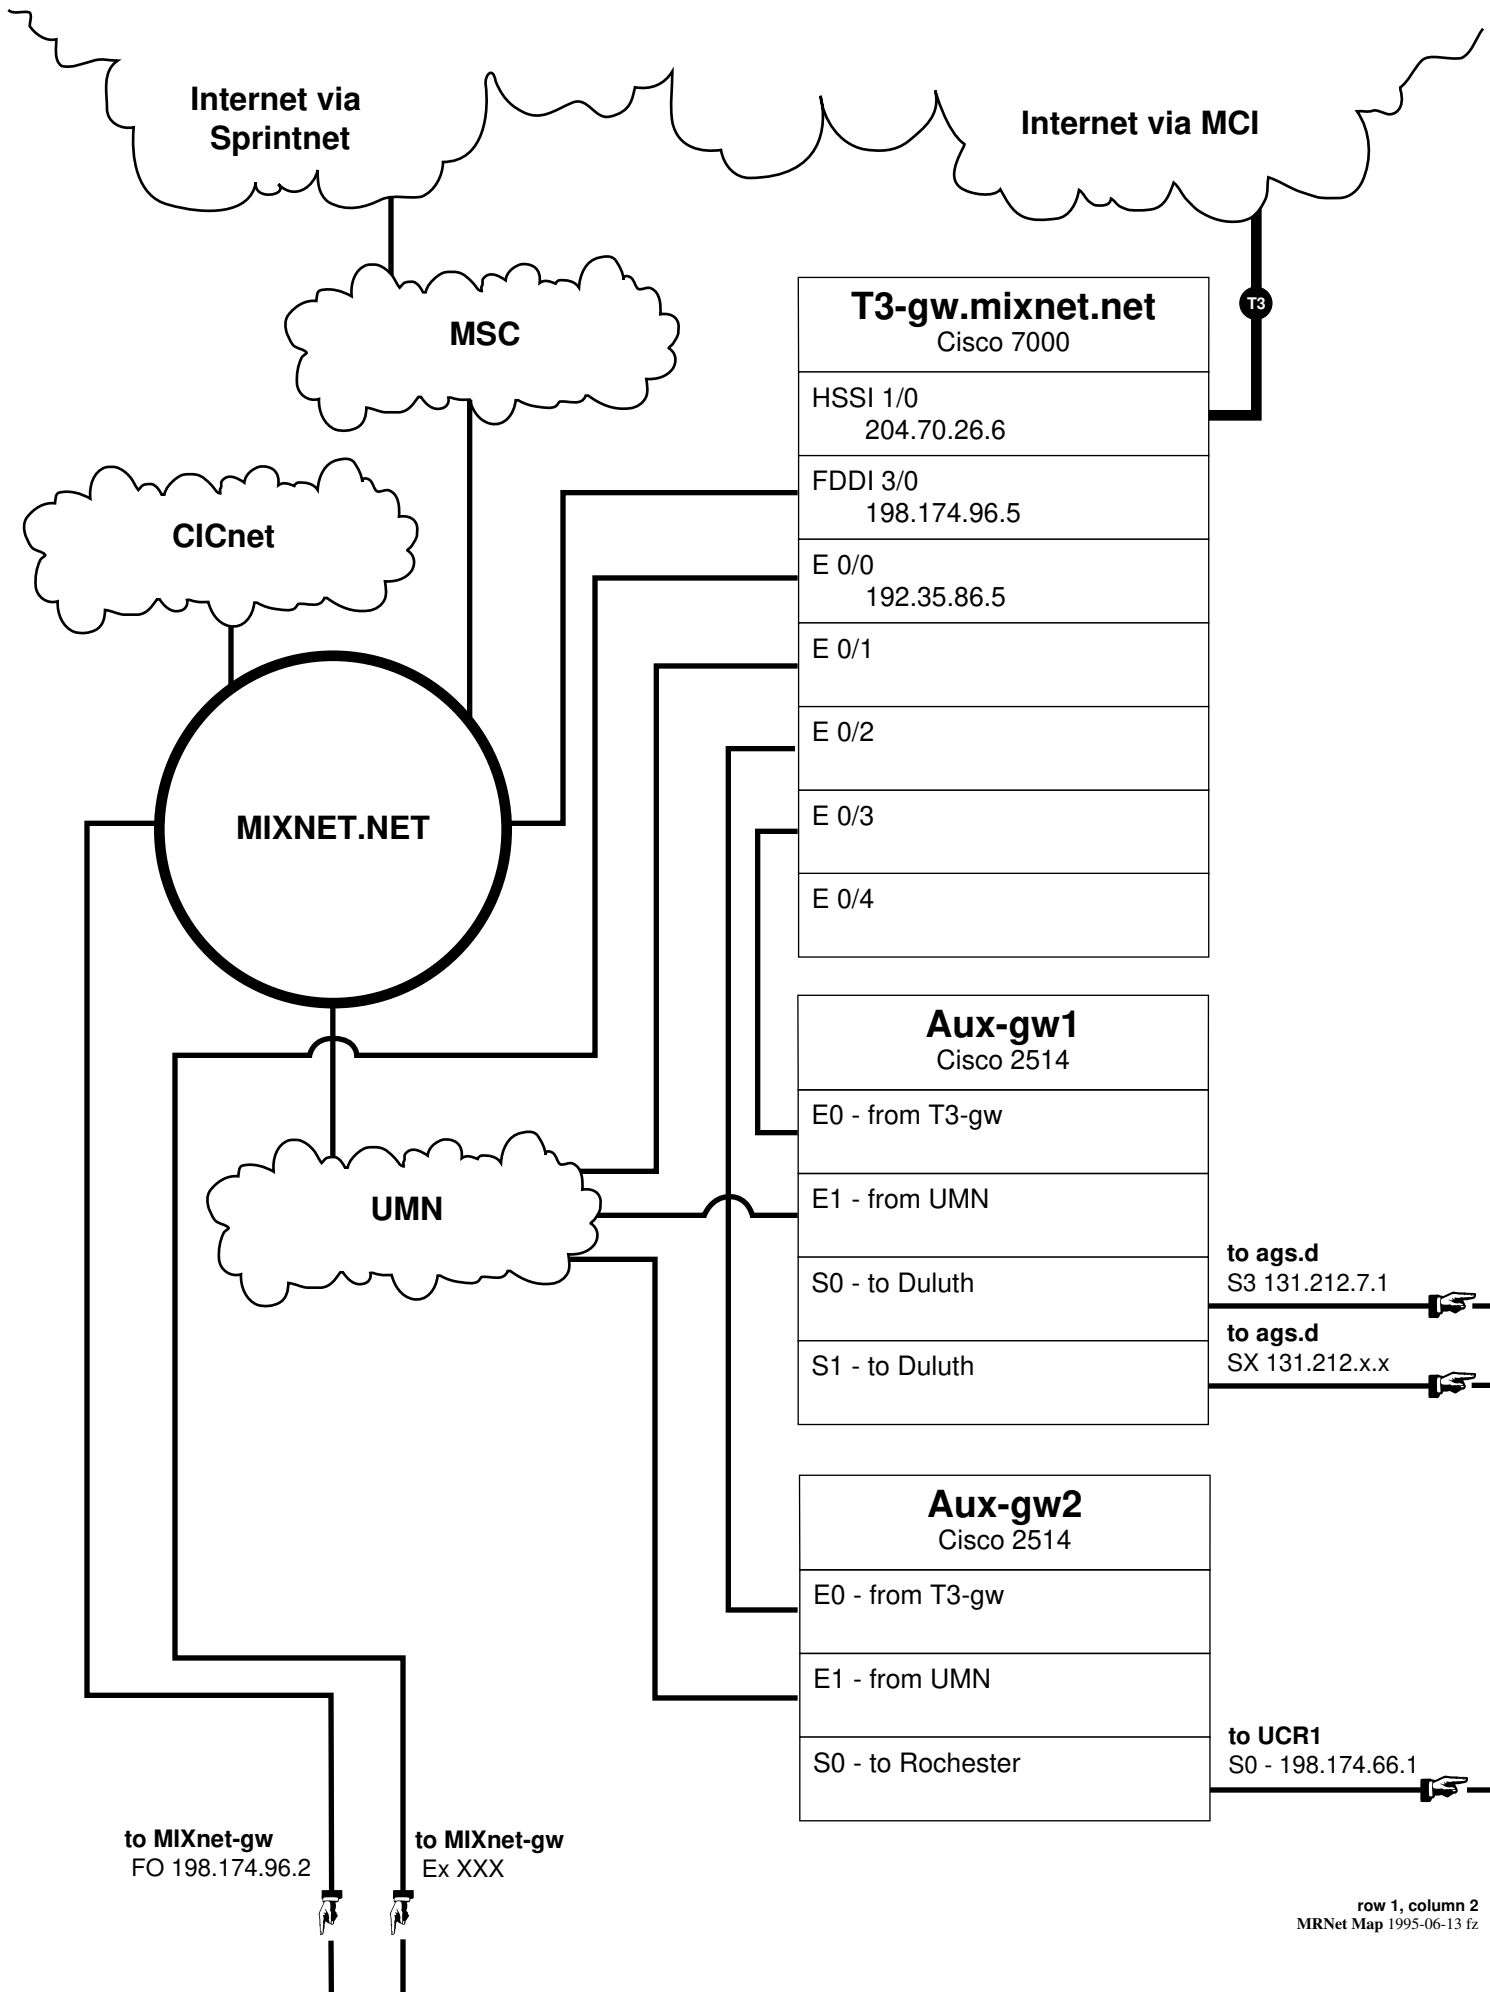 Internet via
Sprintnet
Internet via MCI
MSC
T3-gw.mixnet.net
Cisco 7000
T3
HSSI 1/0
204.70.26.6
CICnet
FDDI 3/0
198.174.96.5
E 0/0
192.35.86.5
E 0/1
E 0/2
MIXNET.NET
E 0/3
E 0/4
Aux-gw1
Cisco 2514
E0 - from T3-gw
UMN
E1 - from UMN
S0 - to Duluth
to ags.d
S3 131.212.7.1
S1 - to Duluth
to ags.d
SX 131.212.x.x
Aux-gw2
Cisco 2514
E0 - from T3-gw
E1 - from UMN
S0 - to Rochester
to UCR1
S0 - 198.174.66.1
to MIXnet-gw
FO 198.174.96.2
to MIXnet-gw
Ex XXX
row 1, column 2
MRNet Map 1995-06-13 fz